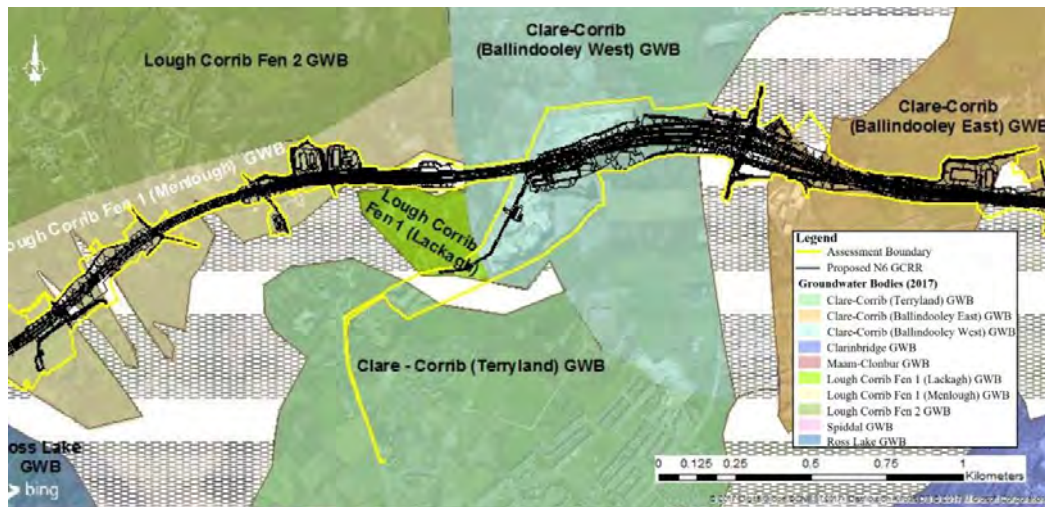 Lough Corrib Fen 2 GWB
Clare-Corrib
(Ballindooley West) GWB
Clare-Corrib
(Ballindooley East) GWB
Lough Corrib Fen 1 (Menlough) GWB
Lough Corrib
Fen 1 (Lackagh)
Clare - Corrib (Terryland) GWB
oss Lake
GWB
bing
Legend
Assessment Boundary
Proposed N6 GCRR
Groundwater Bodies (2017)
Clare-Corrib (Terryland) GWB
Clare-Corrib (Ballindooley East) GWB
Clare-Corrib (Ballindooley West) GWB
Clarinbridge GWB
Maam-Clonbur GWB
Lough Corrib Fen 1 (Lackagh) GWB
Lough Corrib Fen 1 (Menlough) GWB
Lough Corrib Fen 2 GWB
Spiddal GWB
Ross Lake GWB
0 0.125 0.25 0.5 0.75 1
Kilometers